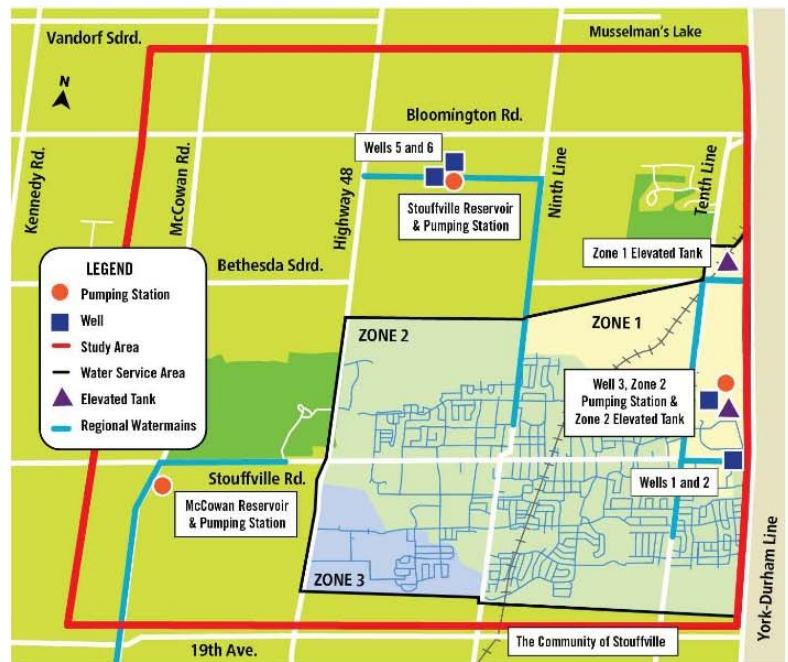 Vandorf Sdrd.
Musselman's Lake
N
Bloomington Rd.
Wells 5 and 6
Kennedy Rd.
McCowan Rd.
Highway 48
Ninth Line
Tenth Line
Stouffville Reservoir
& Pumping Station
Zone 1 Elevated Tank
Bethesda Sdrd.
LEGEND
Pumping Station
Well
Study Area
Water Service Area
Elevated Tank
Regional Watermains
ZONE 2
ZONE 1
Well 3, Zone 2
Pumping Station &
Zone 2 Elevated Tank
Stouffville Rd.
Wells 1 and 2
McCowan Reservoir
& Pumping Station
ZONE 3
York-Durham Line
19th Ave.
The Community of Stouffville